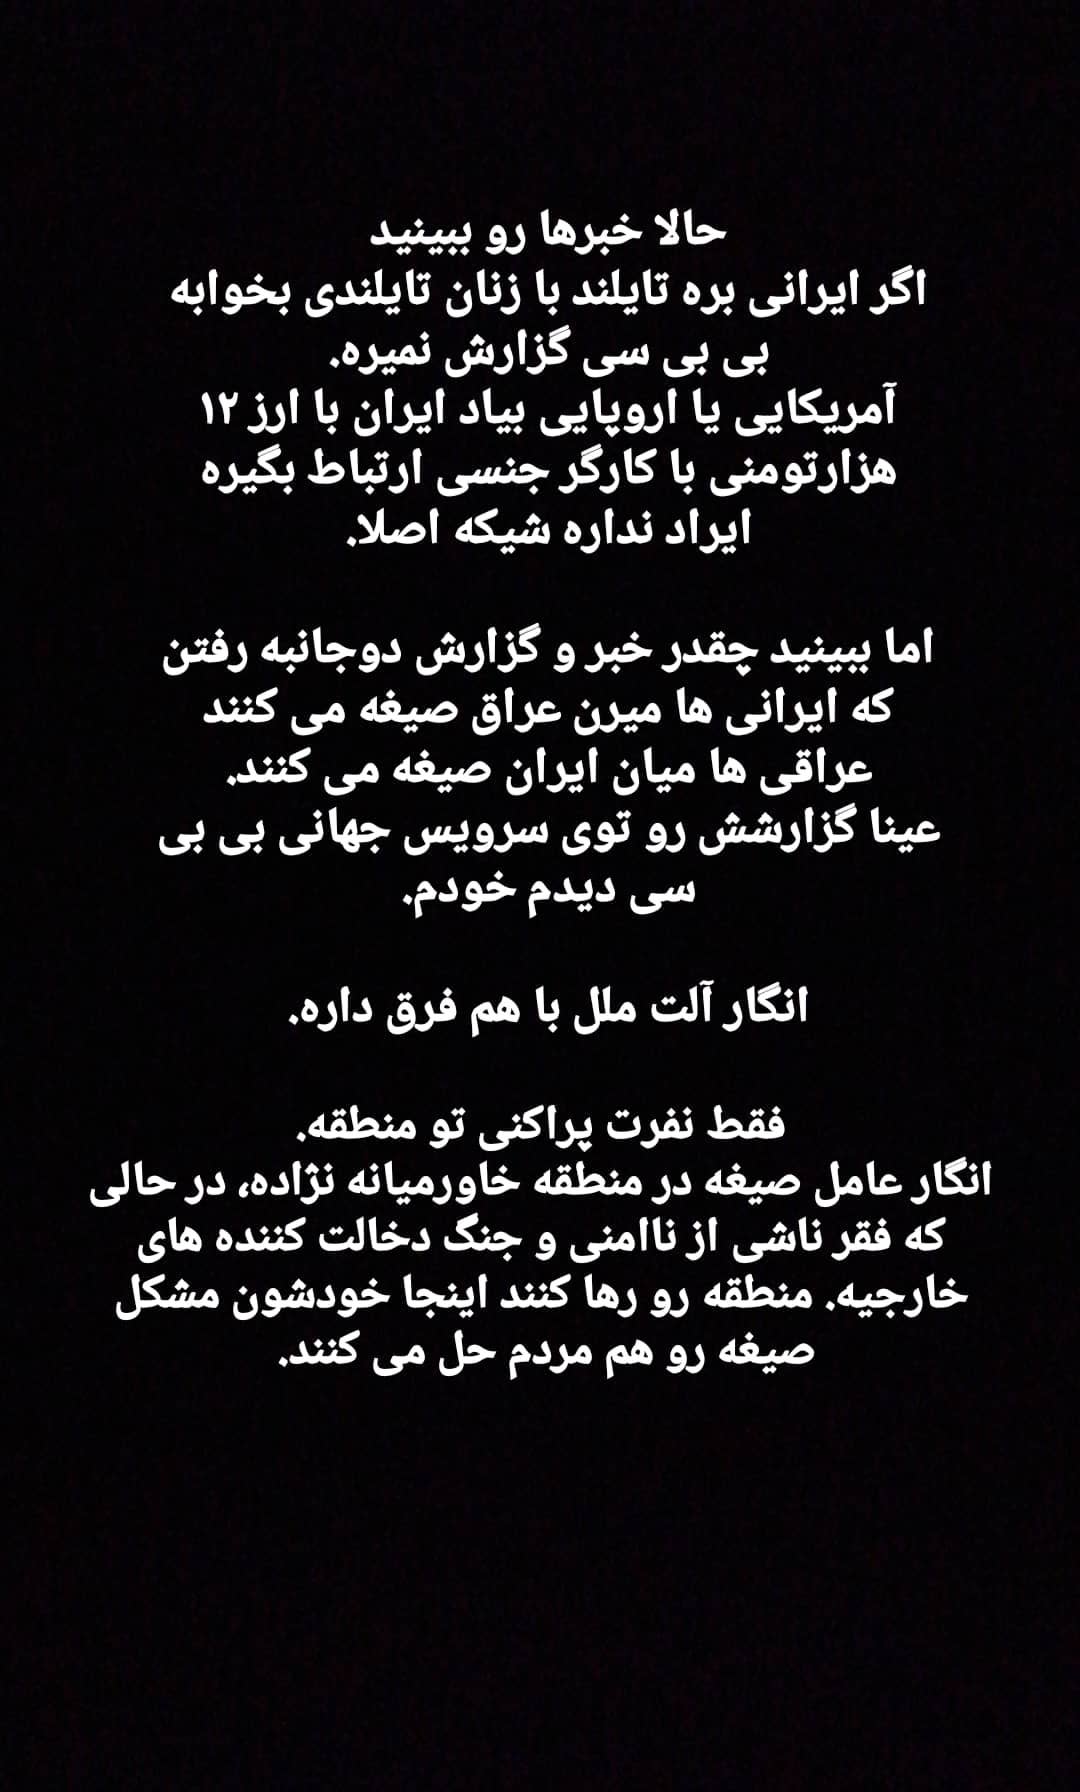 حالا خبرها رو ببینید
اگر ایرانی بره تایلند با زنان تایلندی بخوابه
بی بی سی گزارش نمیره.
آمریکایی یا اروپایی بیاد ایران با ارز ۱۲
هزارتومنی با کارگر جنسی ارتباط بگیره
ایراد نداره شیکه اصلا.
اما ببینید چقدر خبر و گزارش دوجانبه رفتن
که ایرانی ها میرن عراق صیغه می کنند
عراقی ها میان ایران صیغه می کنند.
عینا گزارشش رو توی سرویس جهانی بی بی
سی دیدم خودم.
انگار آلت ملل با هم فرق داره.
فقط نفرت پراکنی تو منطقه.
انگار عامل صیغه در منطقه خاورمیانه نژاده، در حالی
که فقر ناشی از ناامنی و جنگ دخالت کننده های
خارجیه. منطقه رو رها کنند اینجا خودشون مشکل
صیغه رو هم مردم حل می کنند.